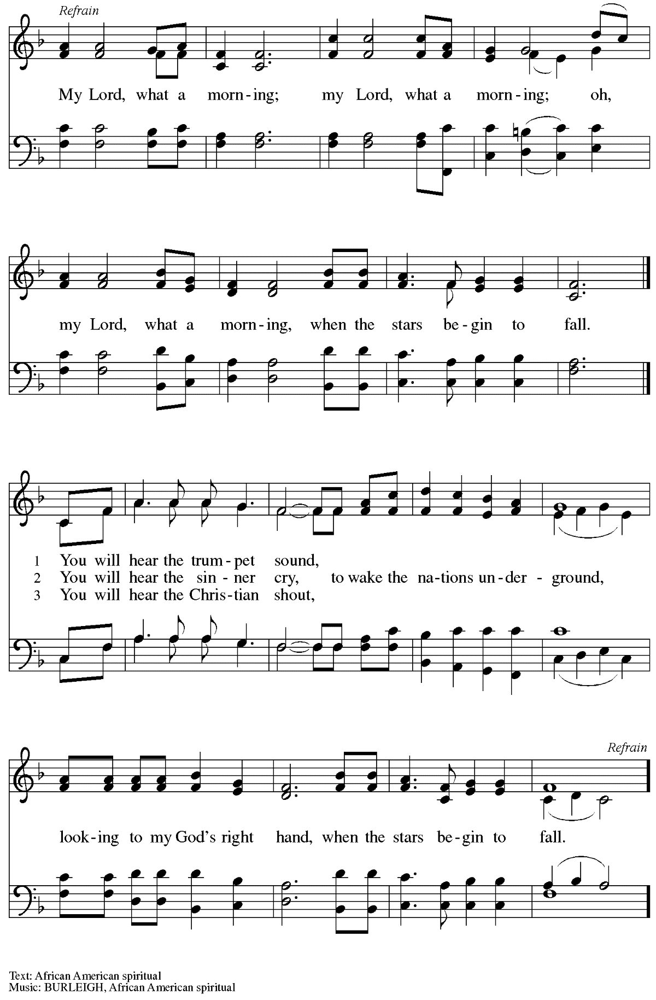 Refrain
My Lord, what a morn - ing; my Lord, what a morn - ing; oh,
my Lord, what a morn - ing, when the stars be - gin to fall.
1 You will hear the trum - pet sound,
2 You will hear the sin - ner cry, to wake the na - tions un - der - ground,
3 You will hear the Chris - tian shout,
Refrain
look - ing to my God's right hand, when the stars be - gin to fall.
Text: African American spiritual
Music: BURLEIGH, African American spiritual